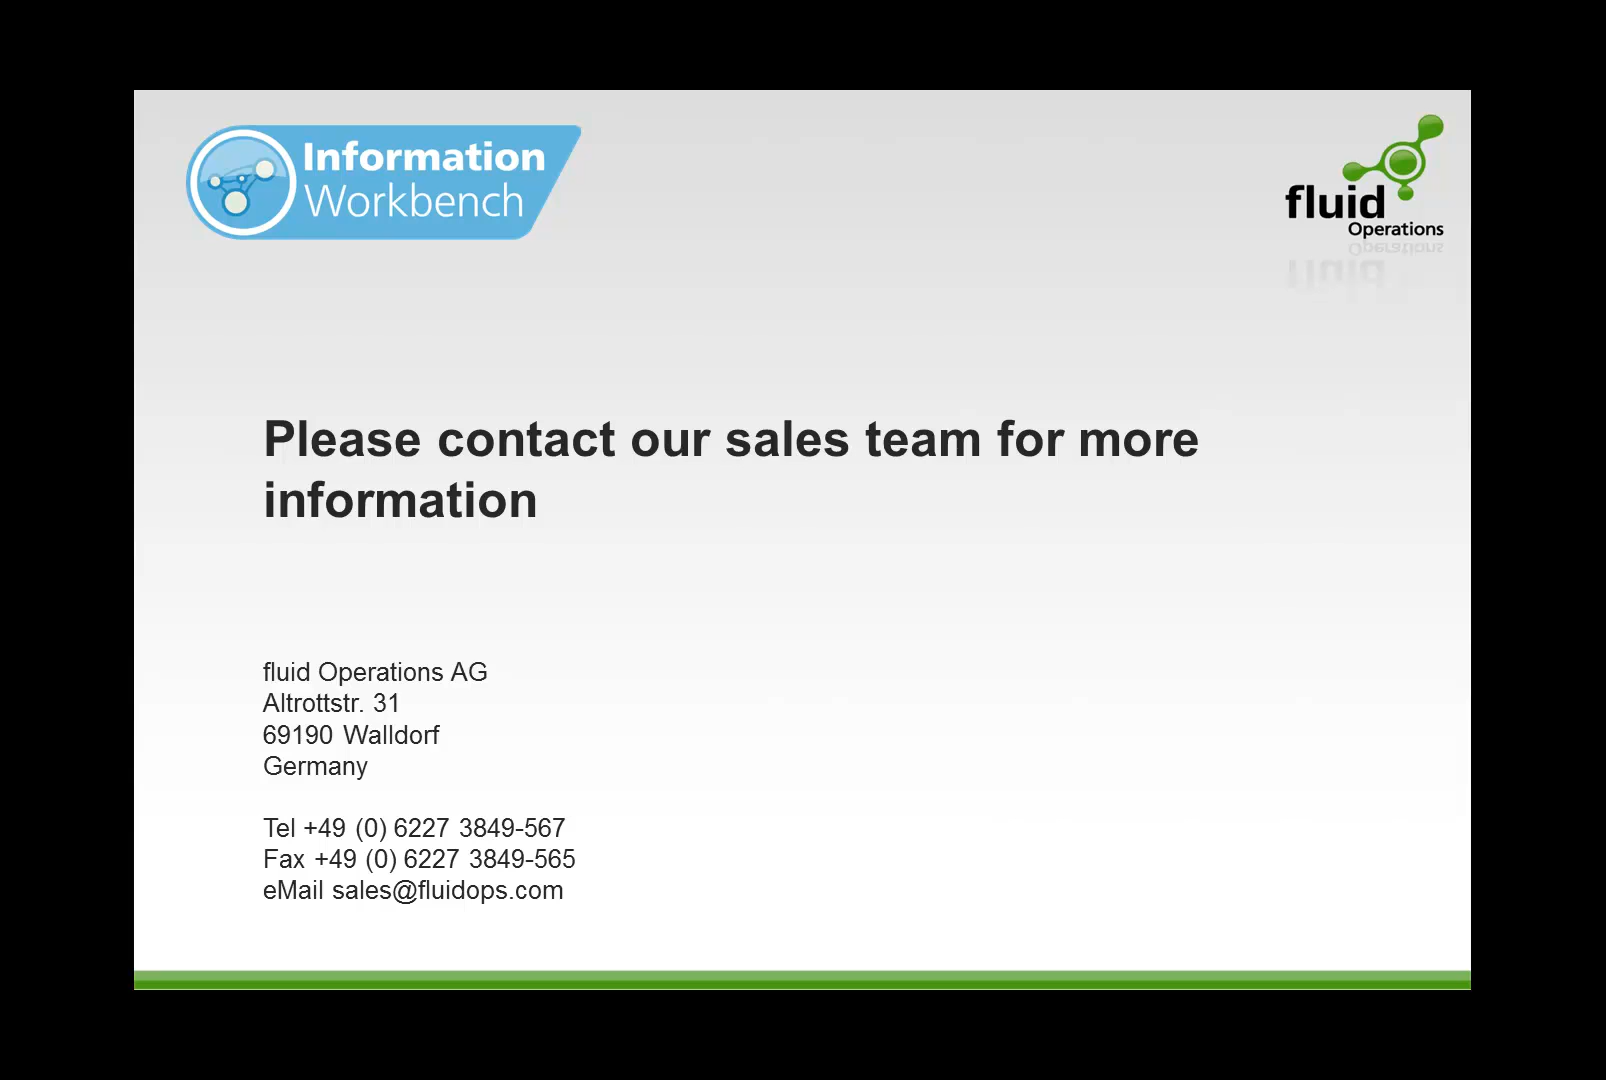 Information
Workbench
fluid
Operations
Please contact our sales team for more
information
fluid Operations AG
Altrottstr. 31
69190 Walldorf
Germany
Tel +49 (0) 6227 3849-567
Fax +49 (0) 6227 3849-565
eMail sales@fluidops.com